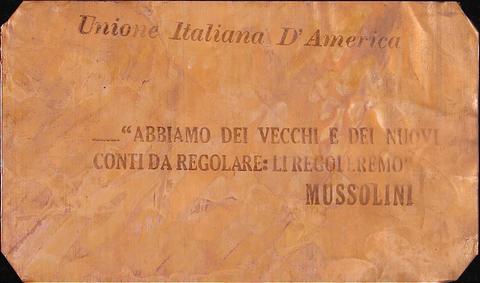 Unione Italiana D'America
—"ABBIAMO DEI VECCHI E DEI NUOVI
CONTI DA REGOLARE: LI REGOLEREMO"
MUSSOLINI